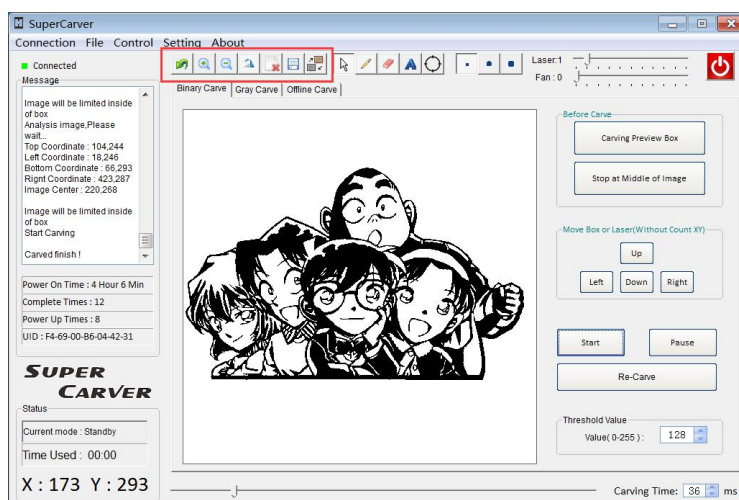 SuperCarver
Connection File Control Setting About
Connected
Message
Image will be limited inside
of box
Analysis image,Please
wait...
Top Coordinate : 104,244
Left Coordinate : 18,246
Bottom Coordinate : 66,293
Rignt Coordinate : 423,287
Image Center : 220,268
Image will be limited inside
of box
Start Carving
Carved finish !
Power On Time : 4 Hour 6 Min
Complete Times : 12
Power Up Times : 8
UID : F4-69-00-B6-04-42-31
SUPER
CARVER
Status
Current mode : Standby
Time Used : 00:00
X : 173 Y : 293
A
Laser:1
Fan : 0
Binary Carve Gray Carve Offline Carve
Before Carve
Carving Preview Box
Stop at Middle of Image
Move Box or Laser(Without Count XY)
Up
Left Down Right
Start Pause
Re-Carve
Threshold Value
Value( 0-255 ) : 128
Carving Time: 36 ms